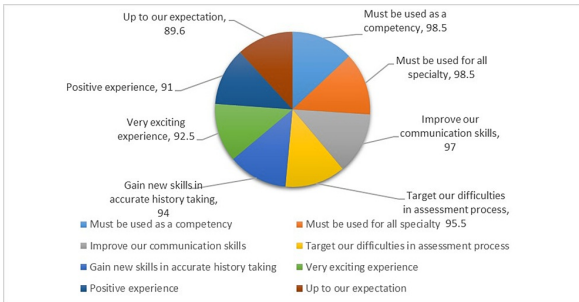 Up to our expectation,
89.6
Must be used as a
competency, 98.5
Must be used for all
specialty, 98.5
Positive experience, 91
Improve our
communication skills,
97
Very exciting
experience, 92.5
Gain new skills in
accurate history taking,
94
Target our difficulties
in assessment process,
95.5
Must be used as a competency
Must be used for all specialty
Improve our communication skills
Target our difficulties in assessment process
Gain new skills in accurate history taking
Very exciting experience
Positive experience
Up to our expectation